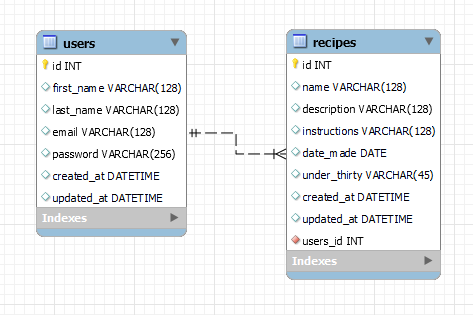 users
id INT
first_name VARCHAR(128)
last_name VARCHAR(128)
email VARCHAR(128)
password VARCHAR(256)
created_at DATETIME
updated_at DATETIME
Indexes
recipes
id INT
name VARCHAR(128)
description VARCHAR(128)
instructions VARCHAR(128)
date_made DATE
under_thirty VARCHAR(45)
created_at DATETIME
updated_at DATETIME
users_id INT
Indexes